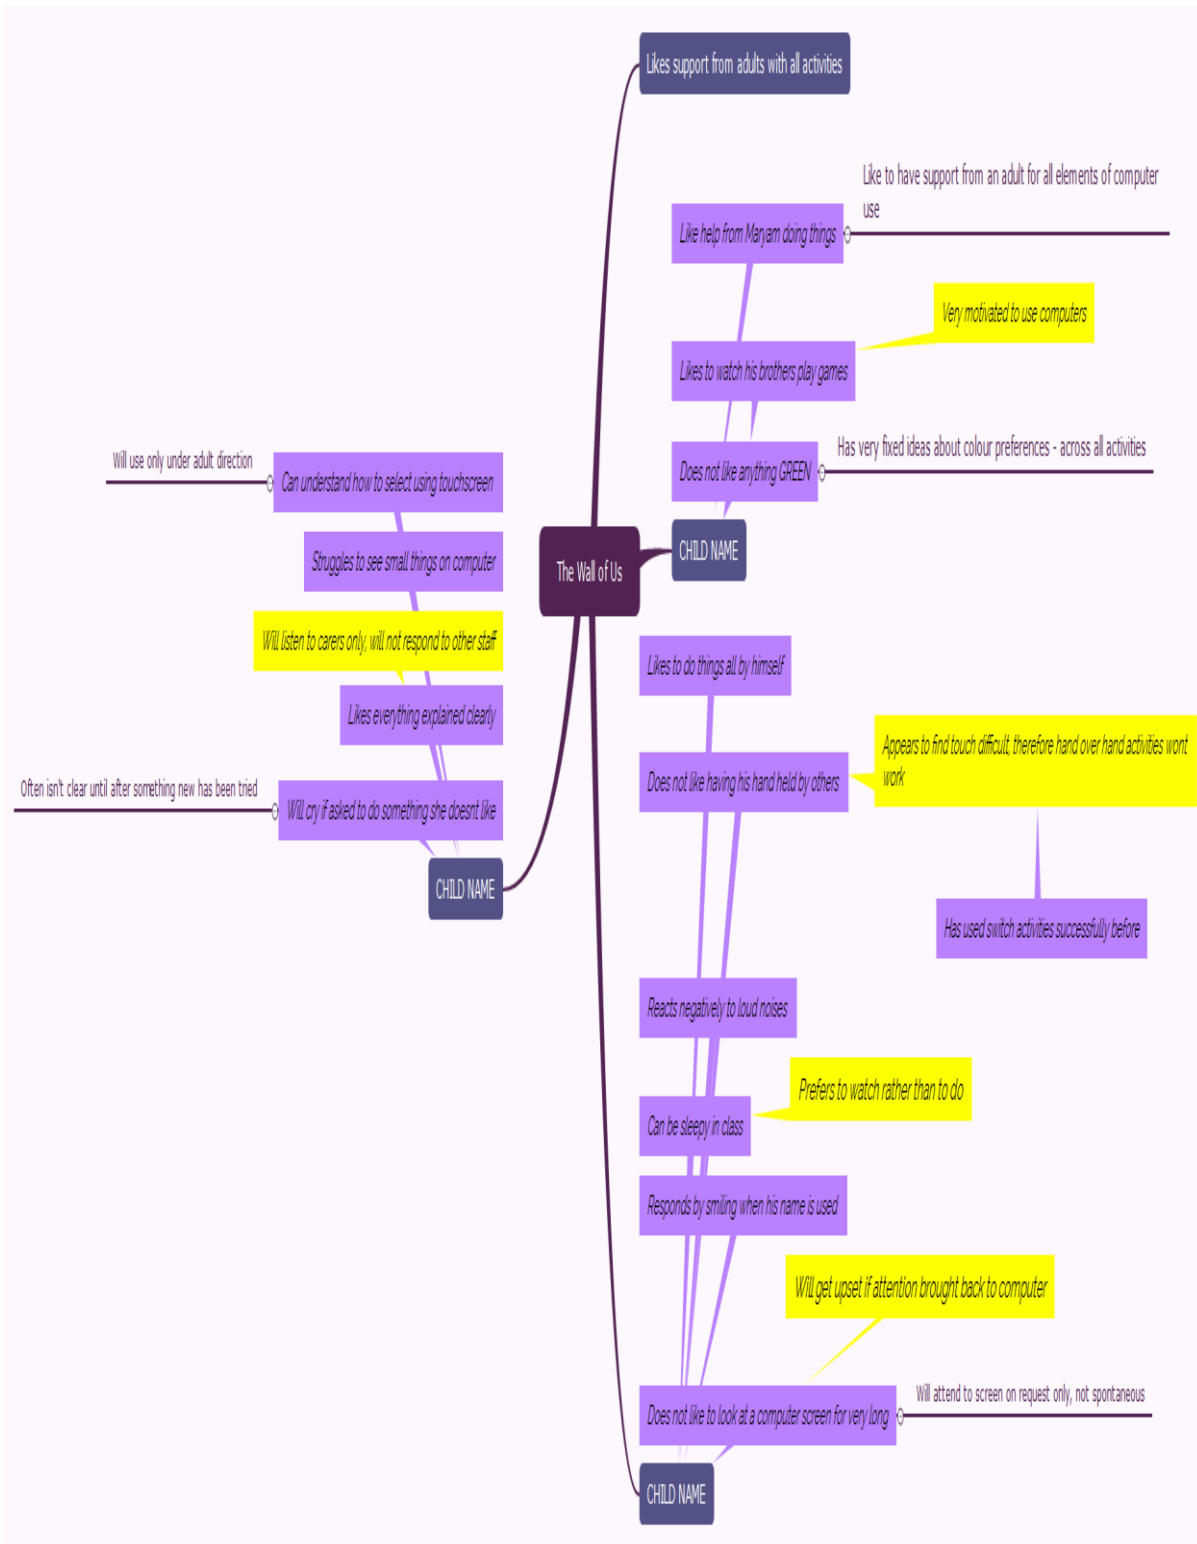 Likes support from adults with all activities
Like to have support from an adult for all elements of computer
use
Like help from Maryam doing things
Very motivated to use computers
Likes to watch his brothers play games
Has very fixed ideas about colour preferences - across all activities
Does not like anything GREEN
CHILD NAME
The Wall of Us
Will use only under adult direction
Can understand how to select using touchscreen
Struggles to see small things on computer
Will listen to carers only, will not respond to other staff
Likes everything explained clearly
Often isn't clear until after something new has been tried
Will cry if asked to do something she doesnt like
CHILD NAME
Likes to do things all by himself
Appears to find touch difficult, therefore hand over hand activities wont
work
Does not like having his hand held by others
Has used switch activities successfully before
Reacts negatively to loud noises
Prefers to watch rather than to do
Can be sleepy in class
Responds by smiling when his name is used
Will get upset if attention brought back to computer
Will attend to screen on request only, not spontaneous
Does not like to look at a computer screen for very long
CHILD NAME